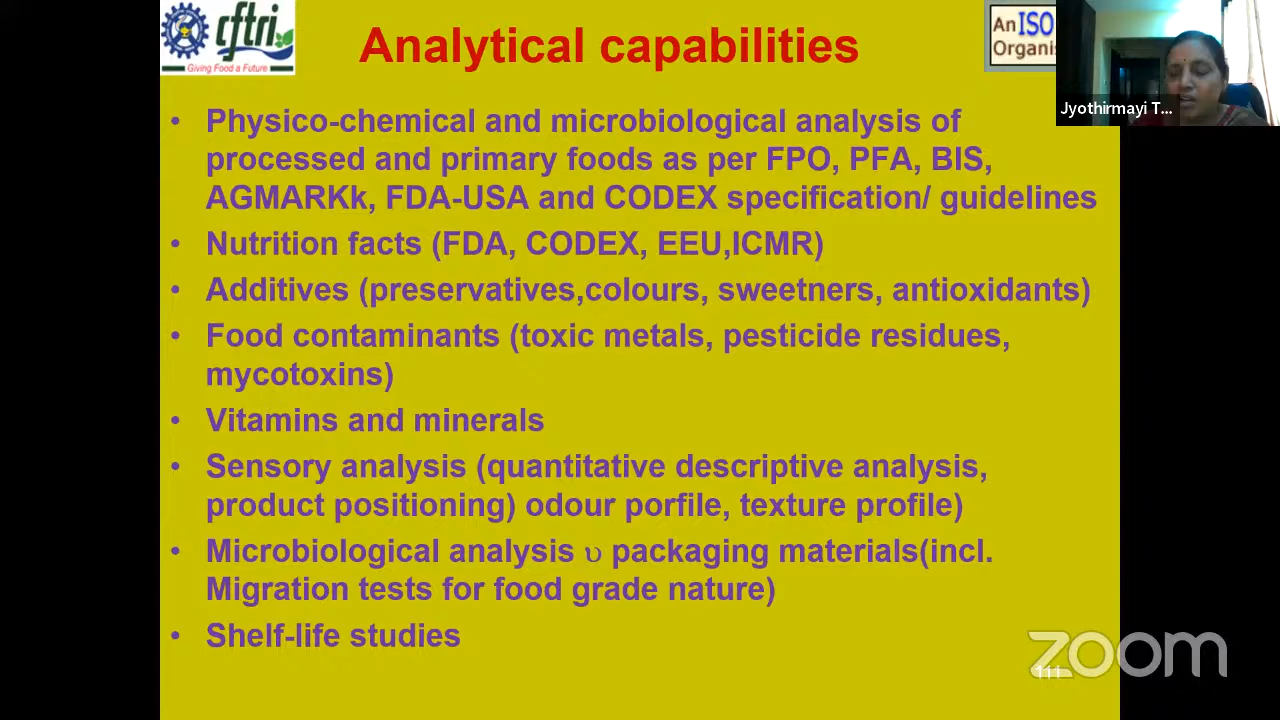 cftri
Giving Food a Future
Analytical capabilities
An ISO
Organis
Jyothirmayi T...
• Physico-chemical and microbiological analysis of
processed and primary foods as per FPO, PFA, BIS,
AGMARKk, FDA-USA and CODEX specification/ guidelines
• Nutrition facts (FDA, CODEX, EEU,ICMR)
• Additives (preservatives,colours, sweetners, antioxidants)
• Food contaminants (toxic metals, pesticide residues,
mycotoxins)
• Vitamins and minerals
• Sensory analysis (quantitative descriptive analysis,
product positioning) odour porfile, texture profile)
• Microbiological analysis υ packaging materials(incl.
Migration tests for food grade nature)
• Shelf-life studies
zoom
111